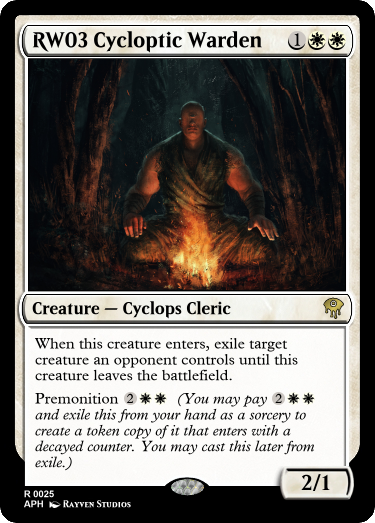 RW03 Cycloptic Warden 1
Creature — Cyclops Cleric
When this creature enters, exile target
creature an opponent controls until this
creature leaves the battlefield.
Premonition 2 (You may pay 2
and exile this from your hand as a sorcery to
create a token copy of it that enters with a
decayed counter. You may cast this later from
exile.)
2/1
R 0025
APH Rayven Studios